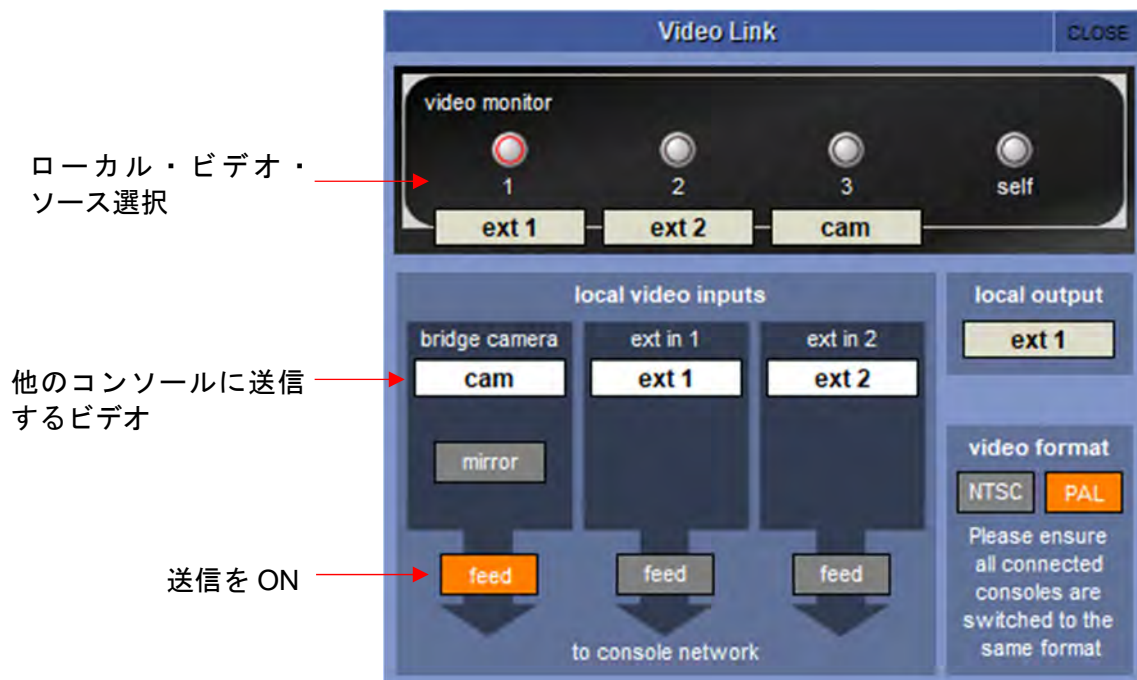 Video Link
CLOSE
video monitor
1
2
3
self
ext 1
ext 2
cam
ローカル・ビデオ・
ソース選択
local video inputs
bridge camera
ext in 1
ext in 2
cam
ext 1
ext 2
mirror
feed
feed
feed
to console network
他のコンソールに送信
するビデオ
送信を ON
local output
ext 1
video format
NTSC
PAL
Please ensure
all connected
consoles are
switched to the
same format